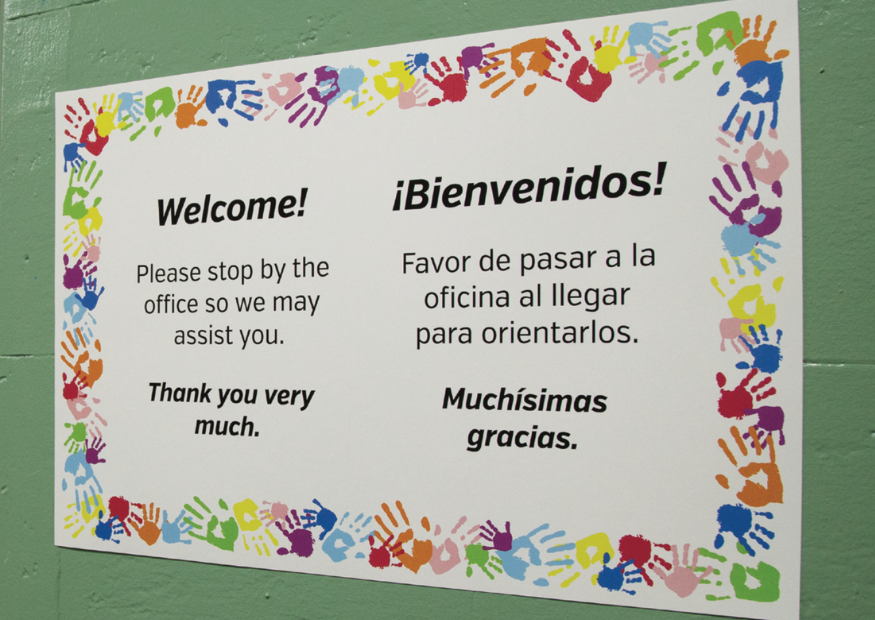 Welcome!
Please stop by the
office so we may
assist you.
Thank you very
much.
¡Bienvenidos!
Favor de pasar a la
oficina al llegar
para orientarlos.
Muchísimas
gracias.